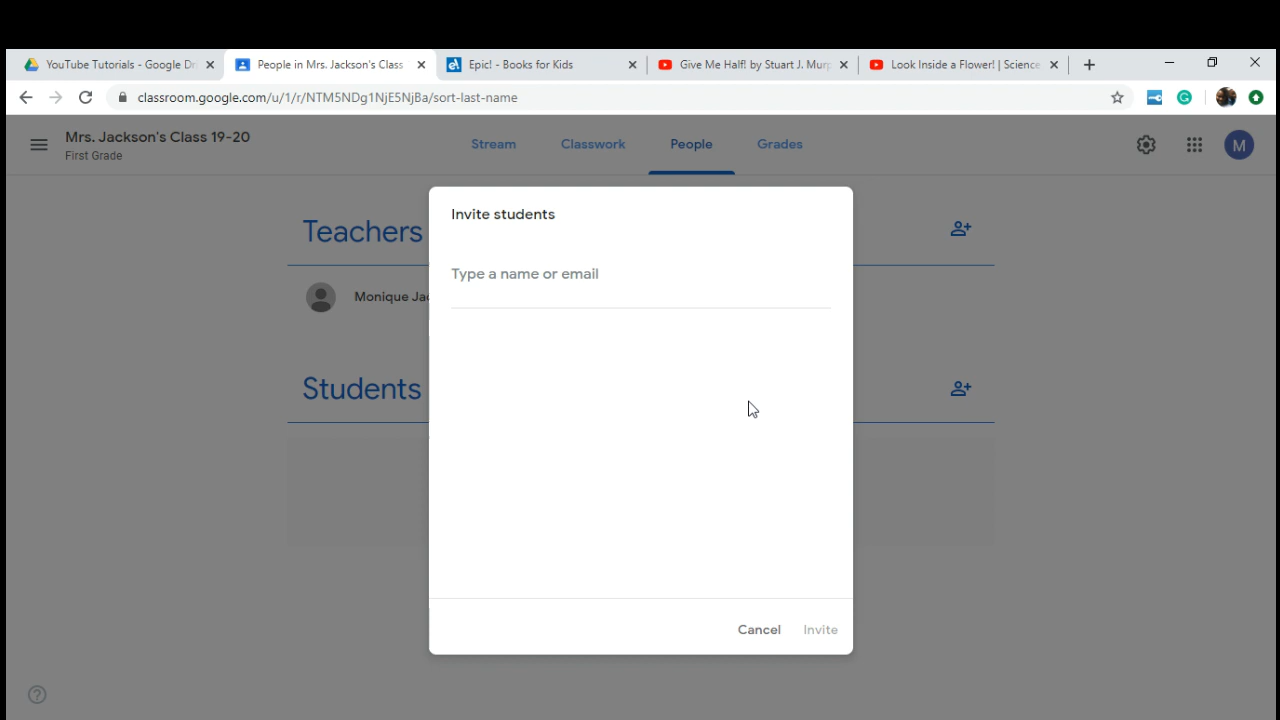 YouTube Tutorials - Google Dr
People in Mrs. Jackson's Class
Epic! - Books for Kids
Give Me Half! by Stuart J. Murp
Look Inside a Flower! | Science
classroom.google.com/u/1/r/NTM5NDg1NjE5NjBa/sort-last-name
Mrs. Jackson's Class 19-20
First Grade
Stream
Classwork
People
Grades
M
Teachers
Monique Jac
Students
Invite students
Type a name or email
Cancel
Invite